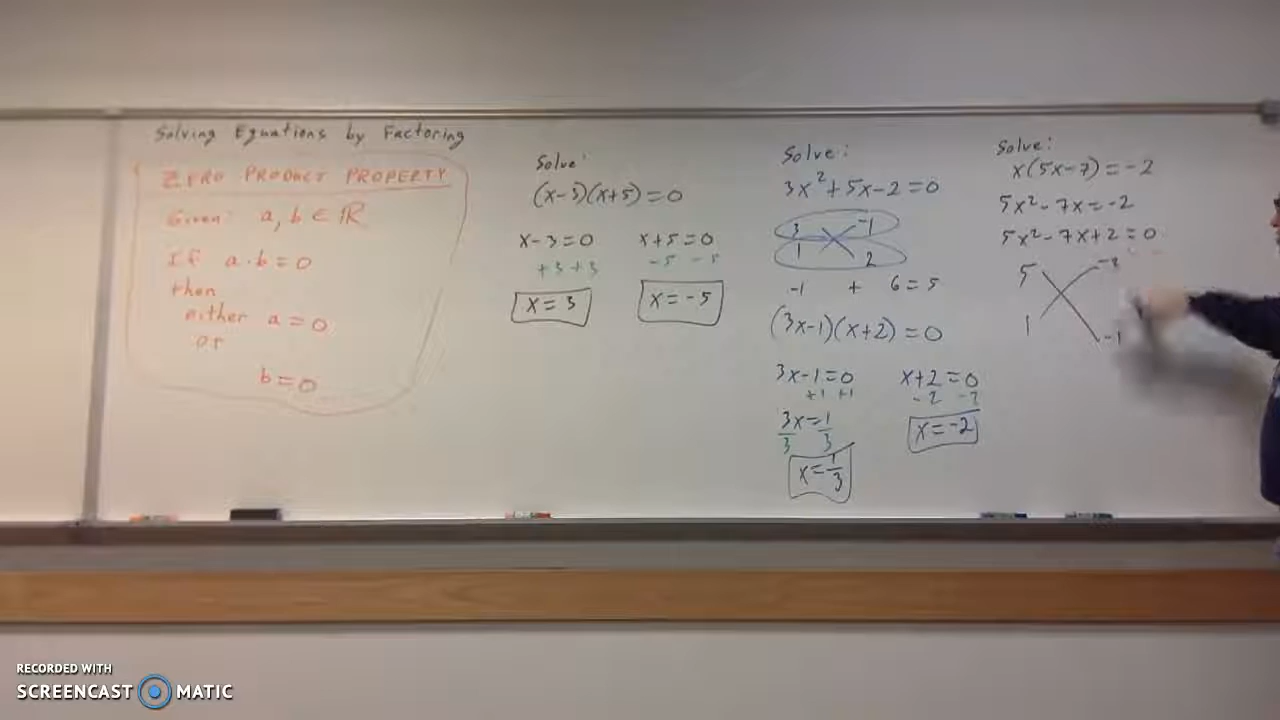 Solving Equations by Factoring
ZERO PRODUCT PROPERTY
Given: a, b ∈ ℝ
If a·b=0
then
either a=0
or
b=0
Solve:
(x-3)(x+5)=0
x-3=0 x+5=0
+3 +3 -5 -5
x=3 x=-5
Solve:
3x²+5x-2=0
3 -1
1 2
-1 + 6=5
(3x-1)(x+2)=0
3x-1=0 x+2=0
+1 +1 -2 -2
3x=1 x=-2
3 3
x=1/3
Solve:
x(5x-7)=-2
5x²-7x=-2
5x²-7x+2=0
5 -2
1 -1
RECORDED WITH
SCREENCAST MATIC